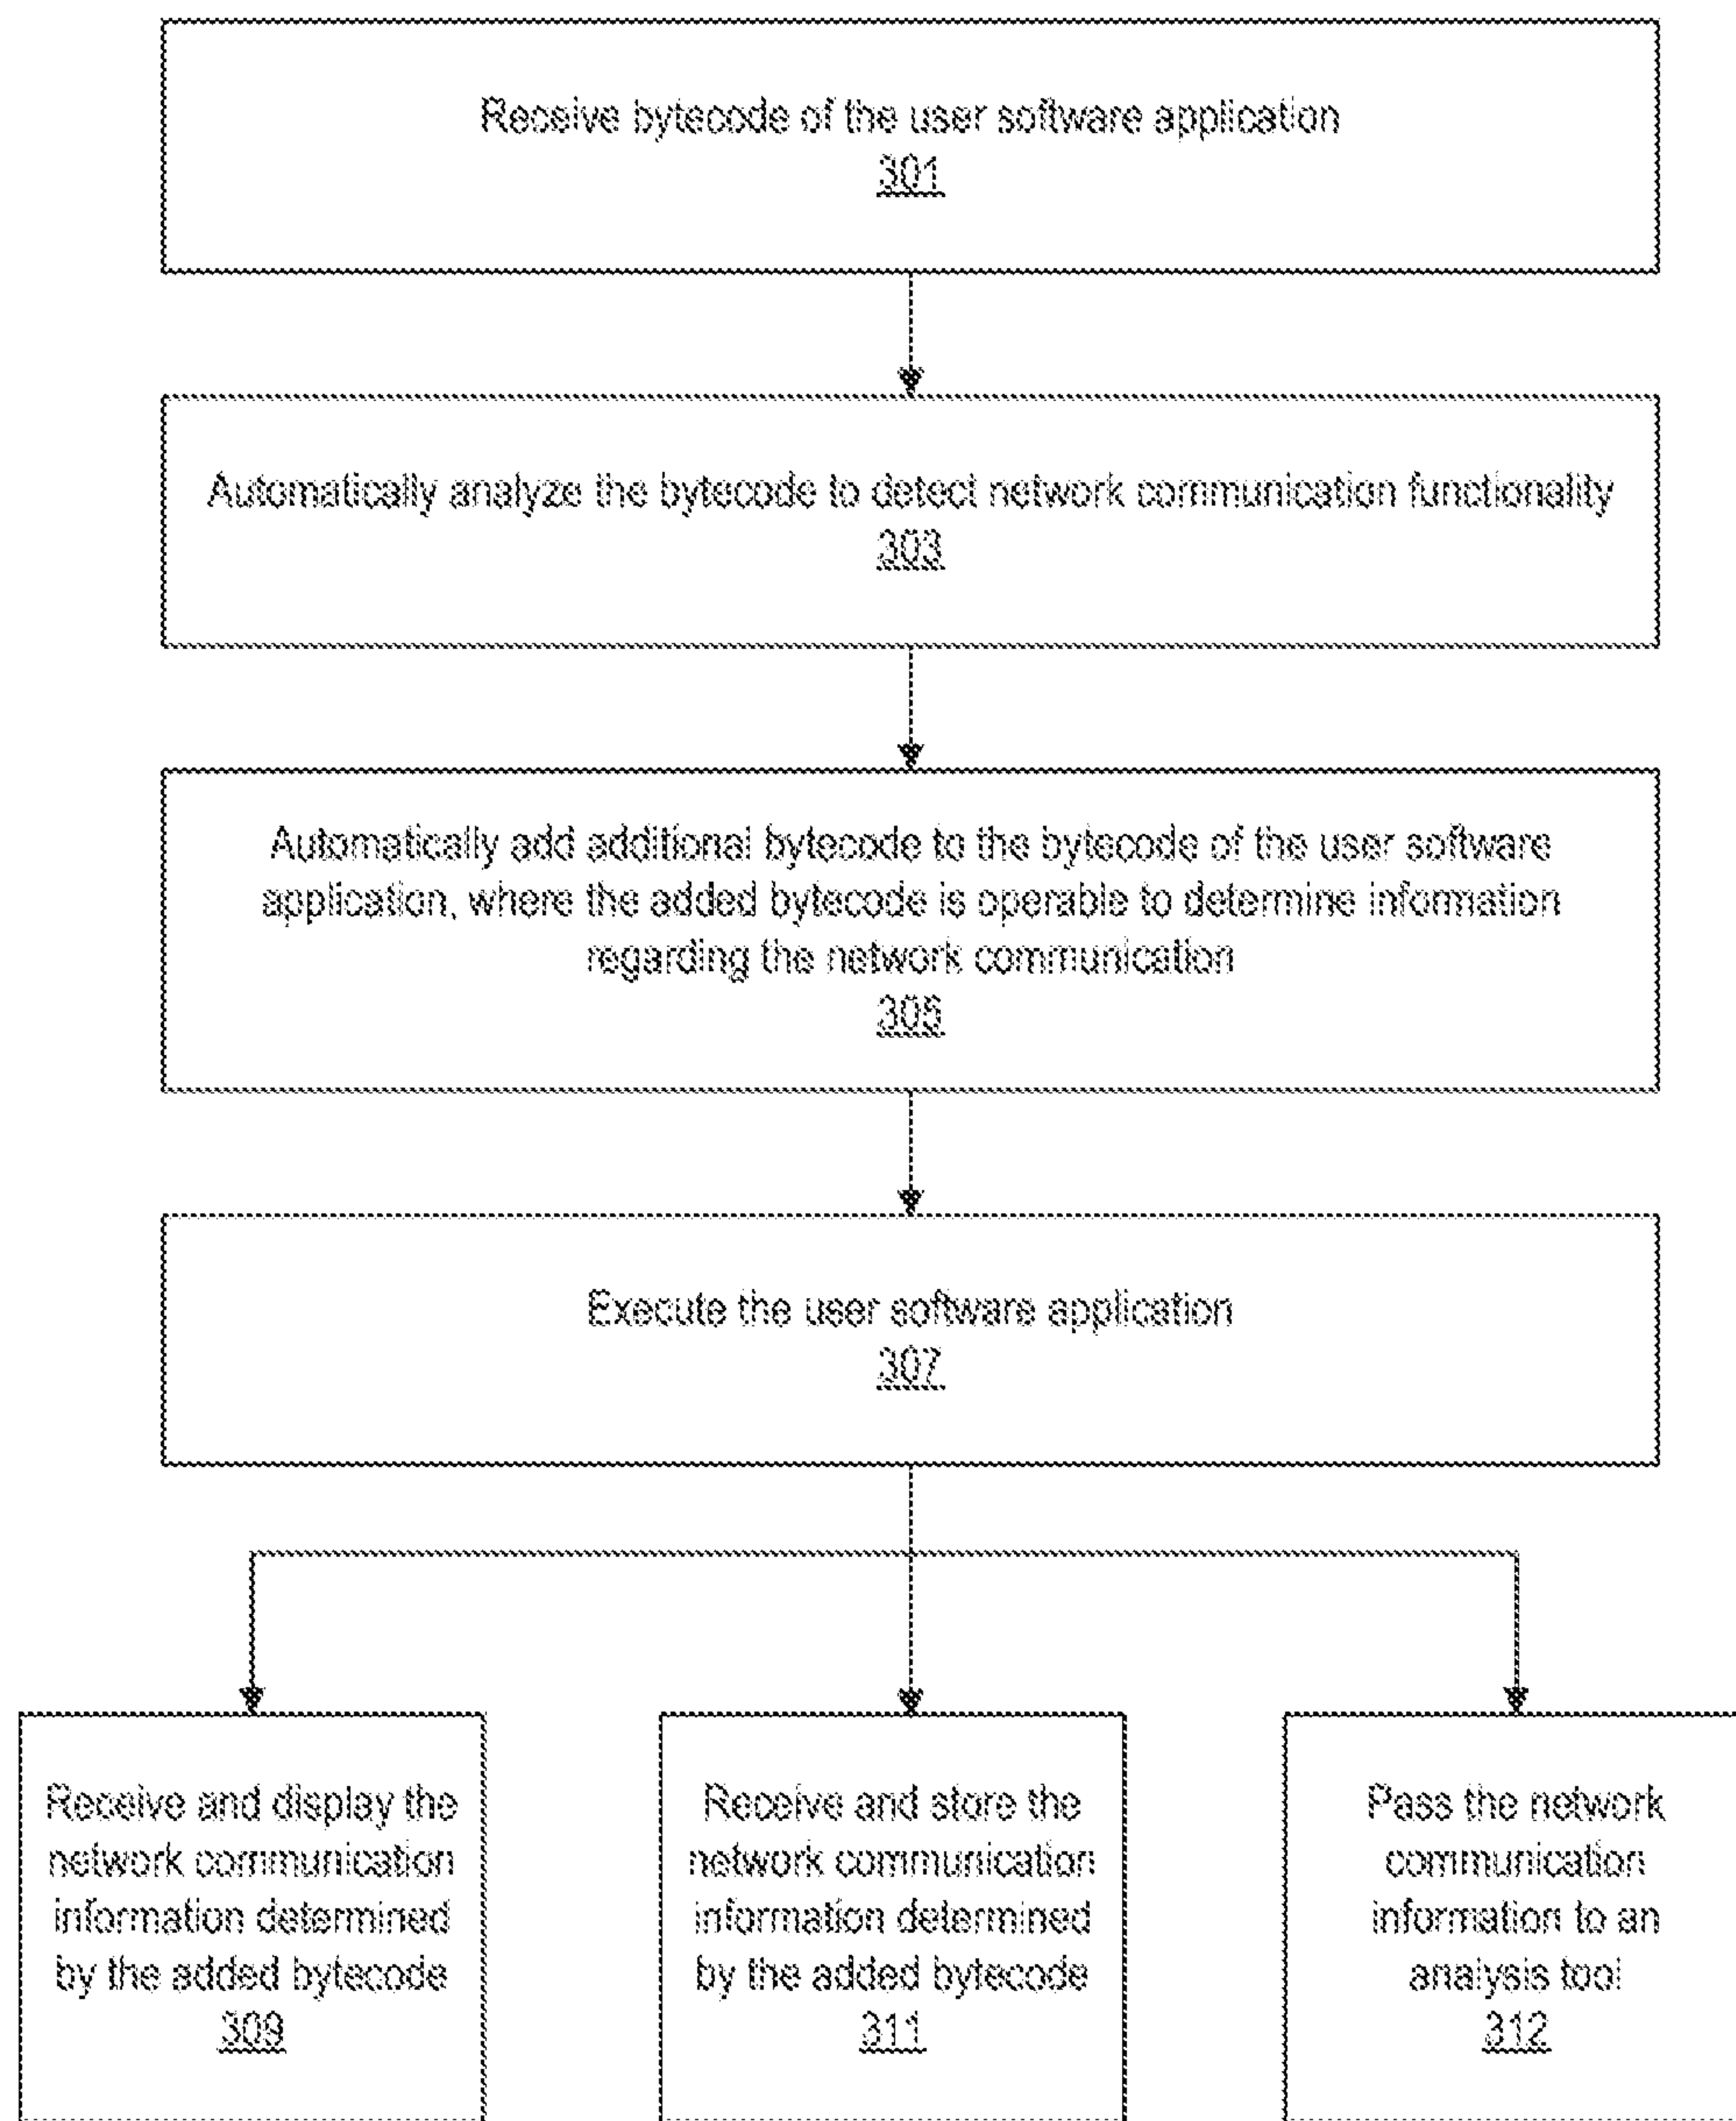 Receive bytecode of the user software application
301
Automatically analyze the bytecode to detect network communication functionality
303
Automatically add additional bytecode to the bytecode of the user software
application, where the added bytecode is operable to determine information
regarding the network communication
305
Execute the user software application
307
Receive and display the
network communication
information determined
by the added bytecode
309
Receive and store the
network communication
information determined
by the added bytecode
311
Pass the network
communication
information to an
analysis tool
312